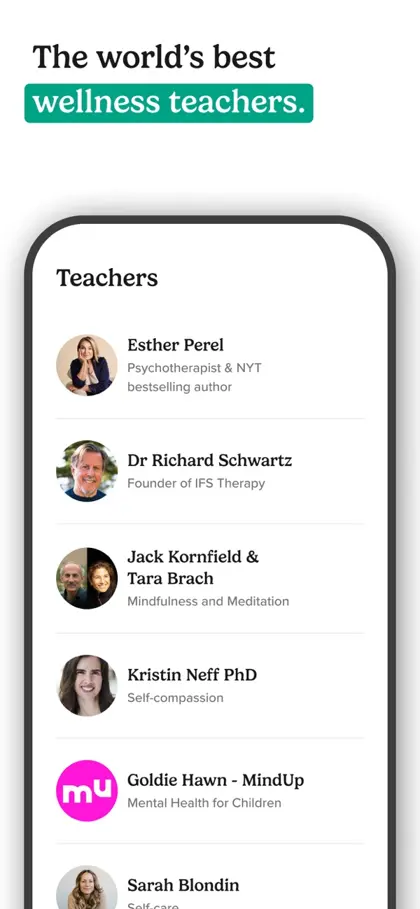 The world's best
wellness teachers.
Teachers
Esther Perel
Psychotherapist & NYT
bestselling author
Dr Richard Schwartz
Founder of IFS Therapy
Jack Kornfield &
Tara Brach
Mindfulness and Meditation
Kristin Neff PhD
Self-compassion
mu
Goldie Hawn - MindUp
Mental Health for Children
Sarah Blondin
Self-care